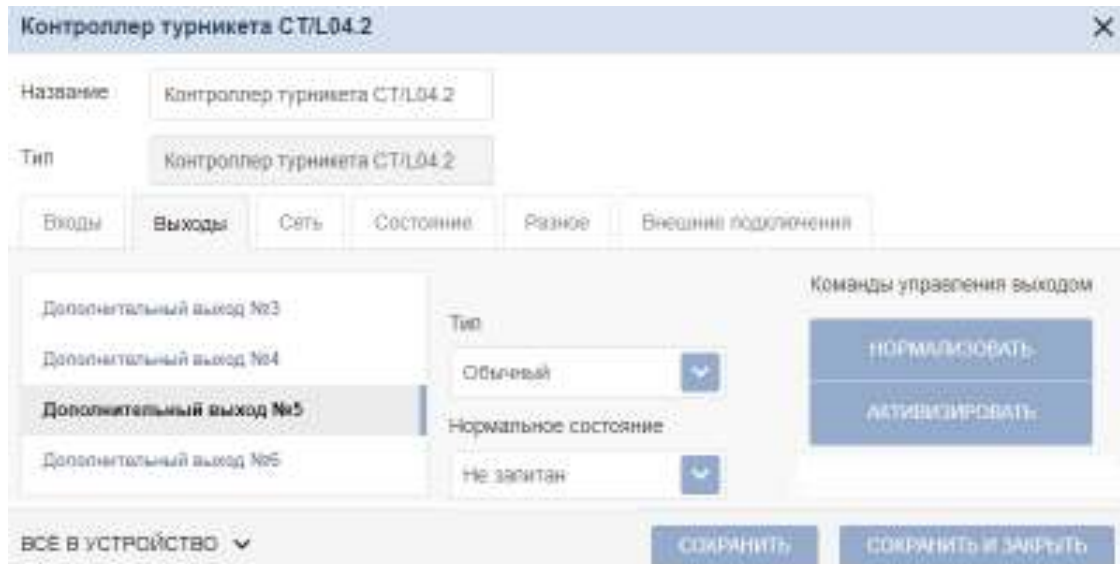 Контроллер турникета CT/L04.2
Название
Контроллер турникета CT/L04.2
Тип
Контроллер турникета CT/L04.2
Входы Выходы Сеть Состояние Разное Внешние подключения
Дополнительный выход №3
Дополнительный выход №4
Дополнительный выход №5
Дополнительный выход №6
Тип
Обычный
Нормальное состояние
Не запитан
Команды управления выходом
НОРМАЛИЗОВАТЬ
АКТИВИЗИРОВАТЬ
ВСЕ В УСТРОЙСТВО
СОХРАНИТЬ
СОХРАНИТЬ И ЗАКРЫТЬ